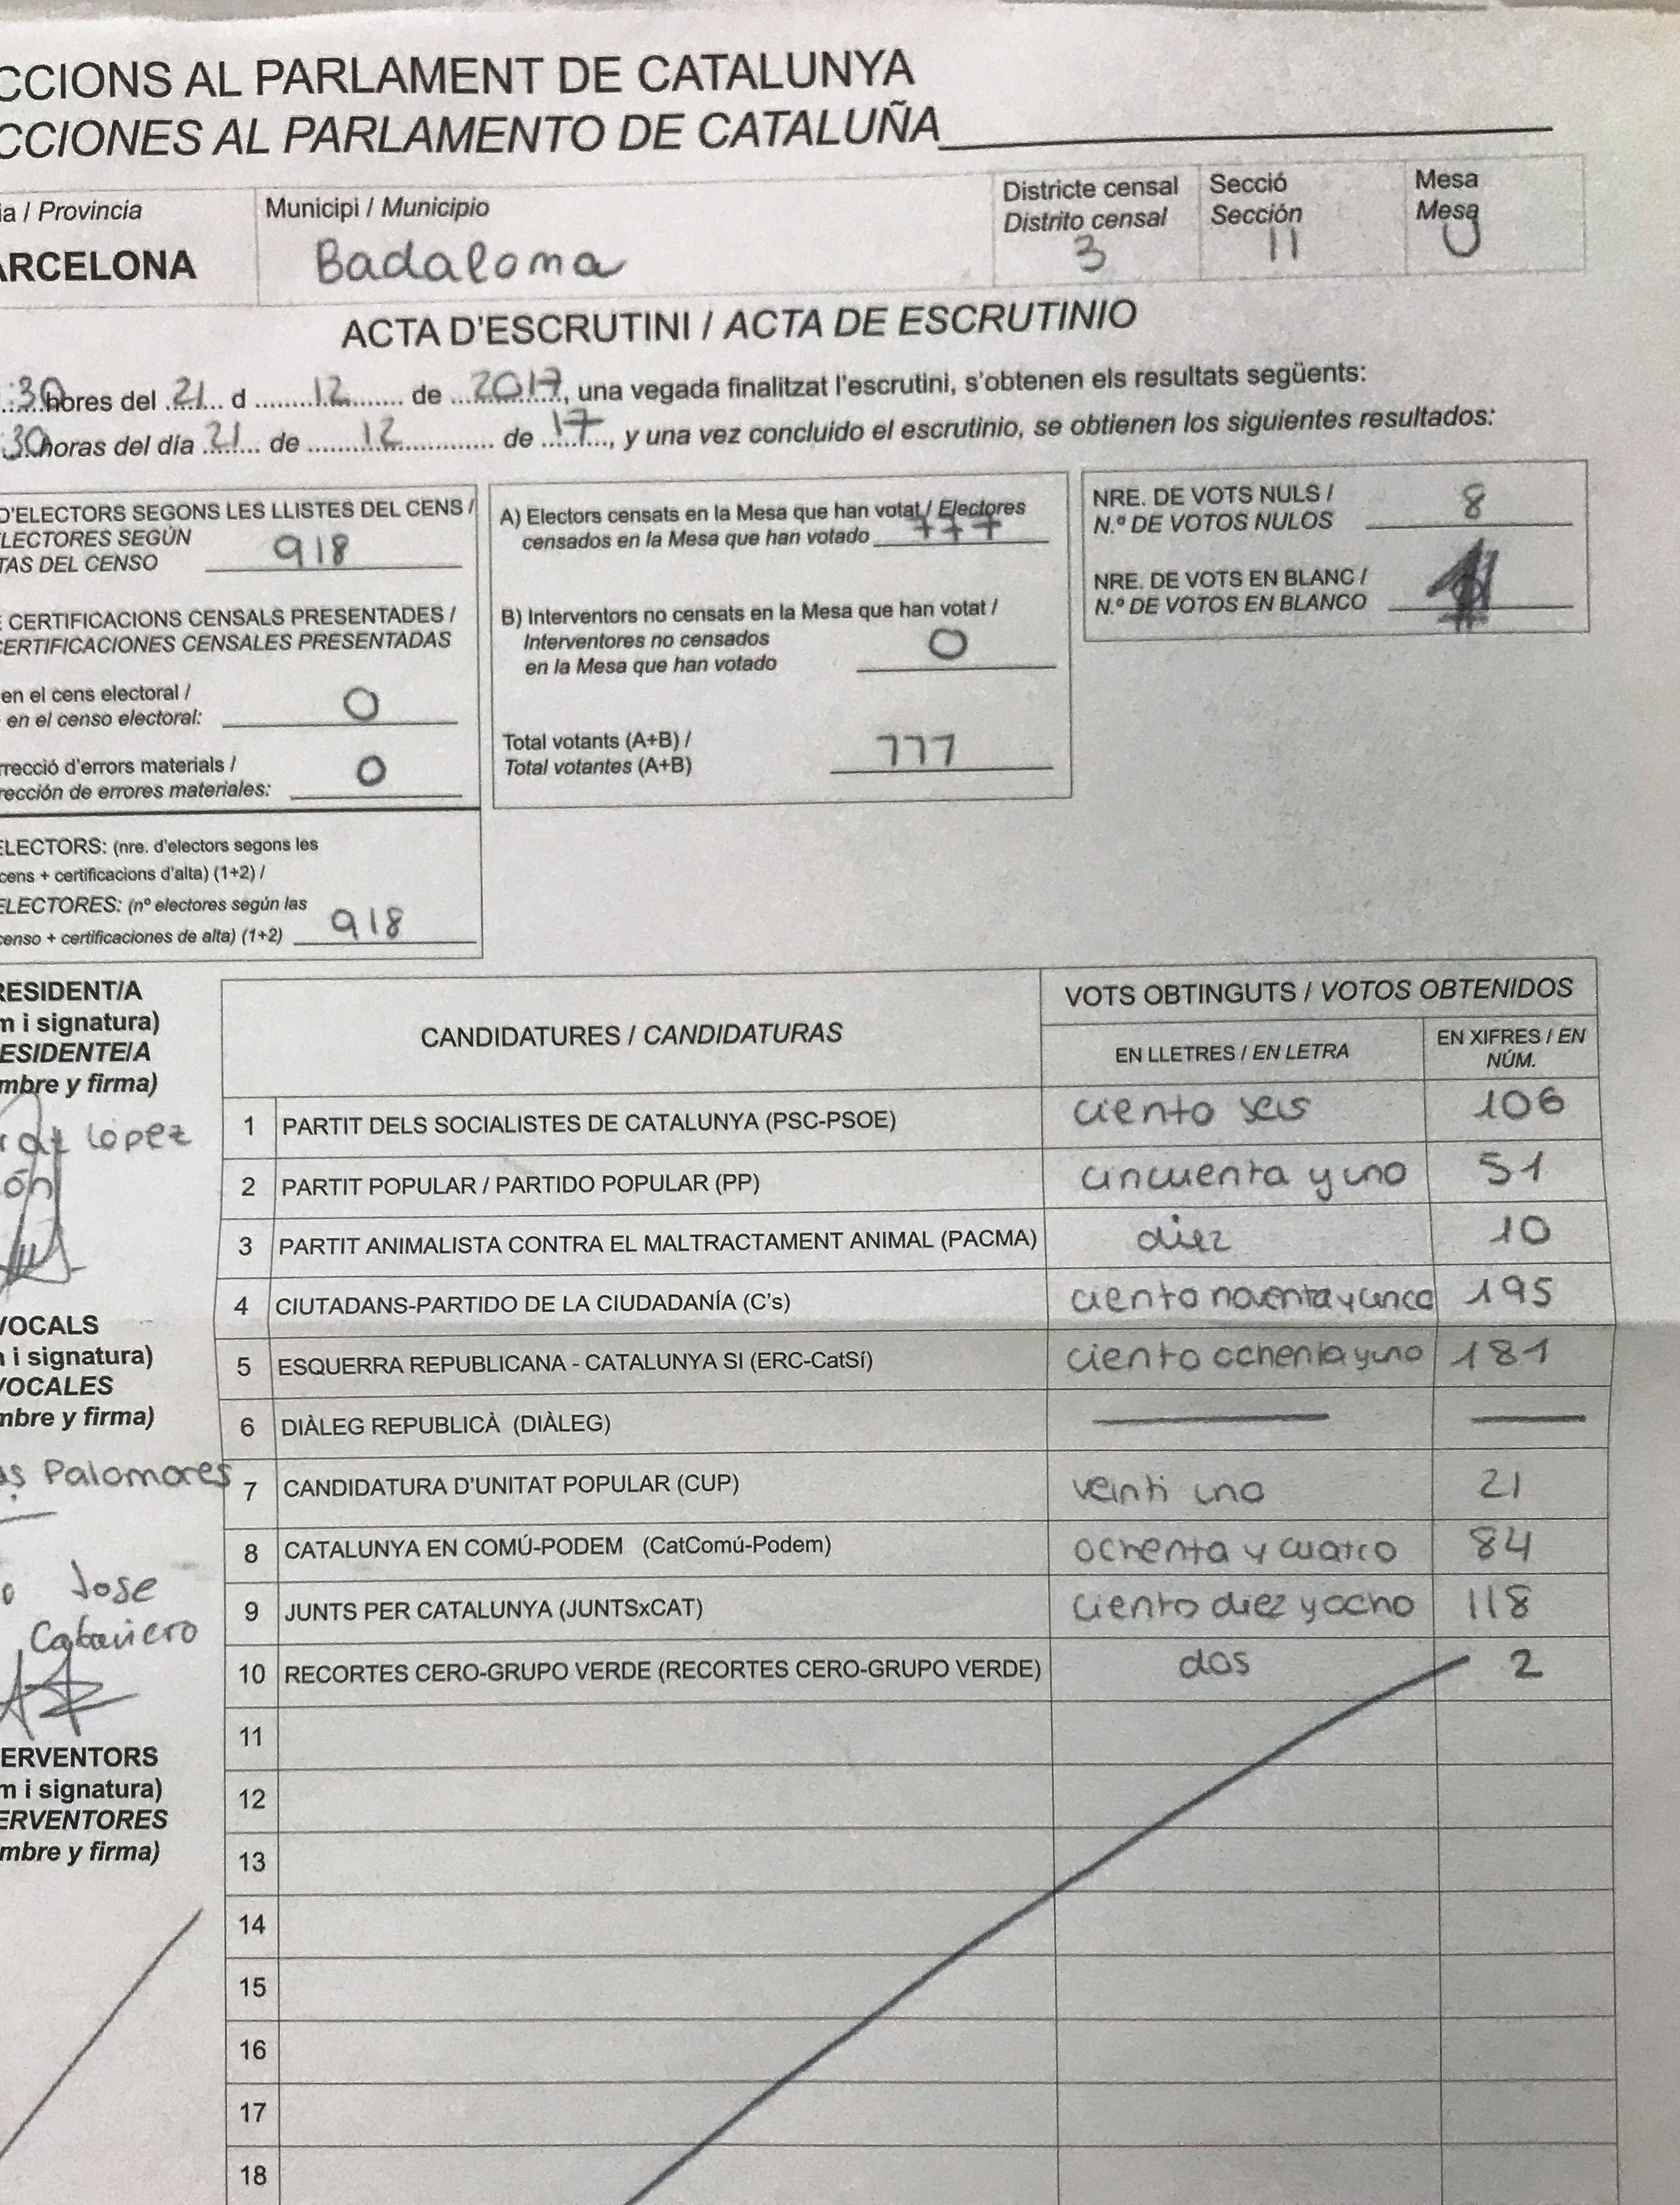 CCIONS AL PARLAMENT DE CATALUNYA
CCIONES AL PARLAMENTO DE CATALUÑA
ia / Provincia
ARCELONA
Municipi / Municipio
Badalona
Districte censal
Distrito censal
3
Secció
Sección
11
Mesa
Mesa
U
ACTA D'ESCRUTINI / ACTA DE ESCRUTINIO
:30 hores del 21 d 12 de 2017, una vegada finalitzat l'escrutini, s'obtenen els resultats següents:
:30 horas del día 21 de 12 de 17, y una vez concluido el escrutinio, se obtienen los siguientes resultados:
D'ELECTORS SEGONS LES LLISTES DEL CENS /
LECTORES SEGÚN
TAS DEL CENSO 918
CERTIFICACIONS CENSALS PRESENTADES /
ERTIFICACIONES CENSALES PRESENTADAS
en el cens electoral /
en el censo electoral: 0
rrecció d'errors materials /
rección de errores materiales: 0
ELECTORS: (nre. d'electors segons les
cens + certificacions d'alta) (1+2) /
ELECTORES: (nº electores según las
censo + certificaciones de alta) (1+2) 918
A) Electors censats en la Mesa que han votat / Electores
censados en la Mesa que han votado 777
B) Interventors no censats en la Mesa que han votat /
Interventores no censados
en la Mesa que han votado 0
Total votants (A+B) /
Total votantes (A+B) 777
NRE. DE VOTS NULS /
N.º DE VOTOS NULOS 8
NRE. DE VOTS EN BLANC /
N.º DE VOTOS EN BLANCO
RESIDENT/A
m i signatura)
ESIDENTE/A
mbre y firma)
López
VOCALS
n i signatura)
VOCALES
mbre y firma)
Palomares
Jose
Caballero
ERVENTORS
m i signatura)
ERVENTORES
mbre y firma)
CANDIDATURES / CANDIDATURAS
VOTS OBTINGUTS / VOTOS OBTENIDOS
EN LLETRES / EN LETRA
EN XIFRES / EN
NÚM.
1 PARTIT DELS SOCIALISTES DE CATALUNYA (PSC-PSOE) ciento seis 106
2 PARTIT POPULAR / PARTIDO POPULAR (PP) cincuenta y uno 51
3 PARTIT ANIMALISTA CONTRA EL MALTRACTAMENT ANIMAL (PACMA) diez 10
4 CIUTADANS-PARTIDO DE LA CIUDADANÍA (C's) ciento noventa y cinco 195
5 ESQUERRA REPUBLICANA - CATALUNYA SI (ERC-CatSí) ciento ochenta y uno 181
6 DIÀLEG REPUBLICÀ (DIÀLEG)
7 CANDIDATURA D'UNITAT POPULAR (CUP) veinti uno 21
8 CATALUNYA EN COMÚ-PODEM (CatComú-Podem) ochenta y cuatro 84
9 JUNTS PER CATALUNYA (JUNTSxCAT) ciento diez y ocho 118
10 RECORTES CERO-GRUPO VERDE (RECORTES CERO-GRUPO VERDE) dos 2
11
12
13
14
15
16
17
18